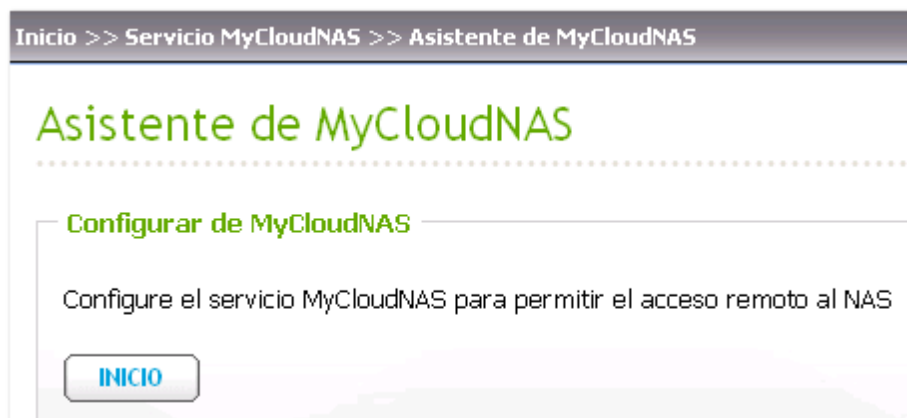 Inicio >> Servicio MyCloudNAS >> Asistente de MyCloudNAS
Asistente de MyCloudNAS
Configurar de MyCloudNAS
Configure el servicio MyCloudNAS para permitir el acceso remoto al NAS
INICIO